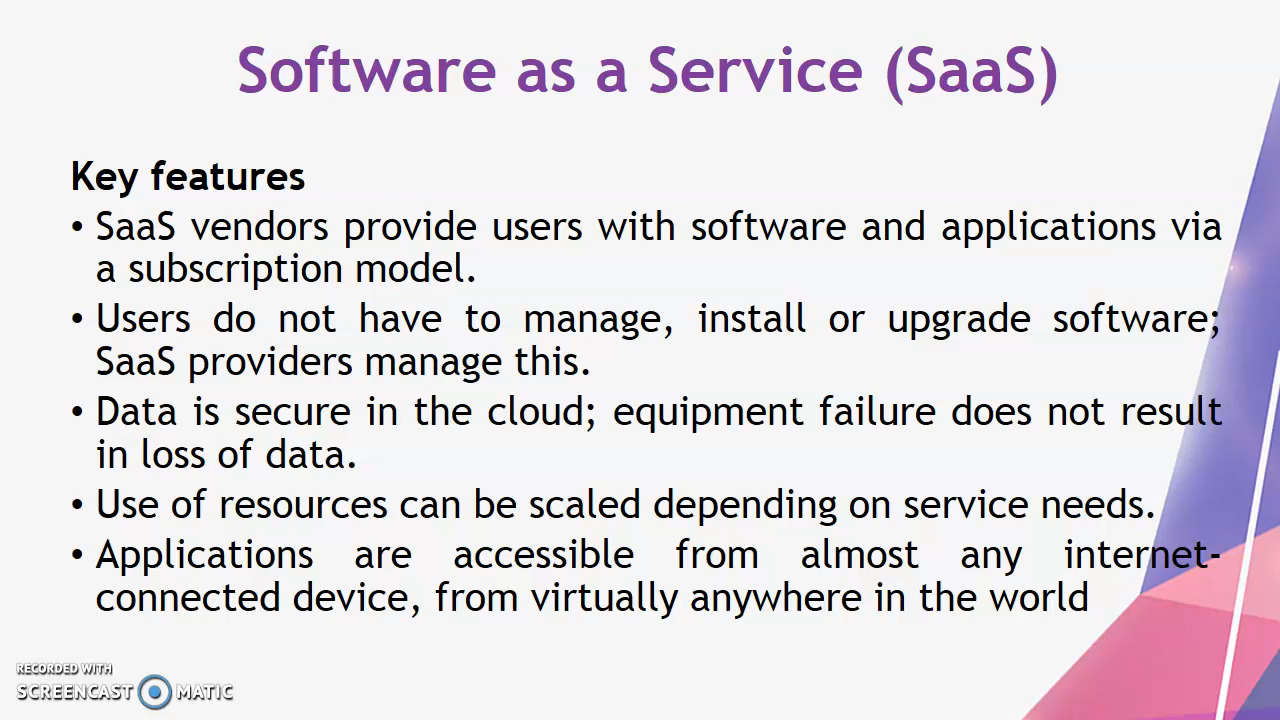 Software as a Service (SaaS)
Key features
• SaaS vendors provide users with software and applications via
a subscription model.
• Users do not have to manage, install or upgrade software;
SaaS providers manage this.
• Data is secure in the cloud; equipment failure does not result
in loss of data.
• Use of resources can be scaled depending on service needs.
• Applications are accessible from almost any internet-
connected device, from virtually anywhere in the world
RECORDED WITH
SCREENCAST MATIC